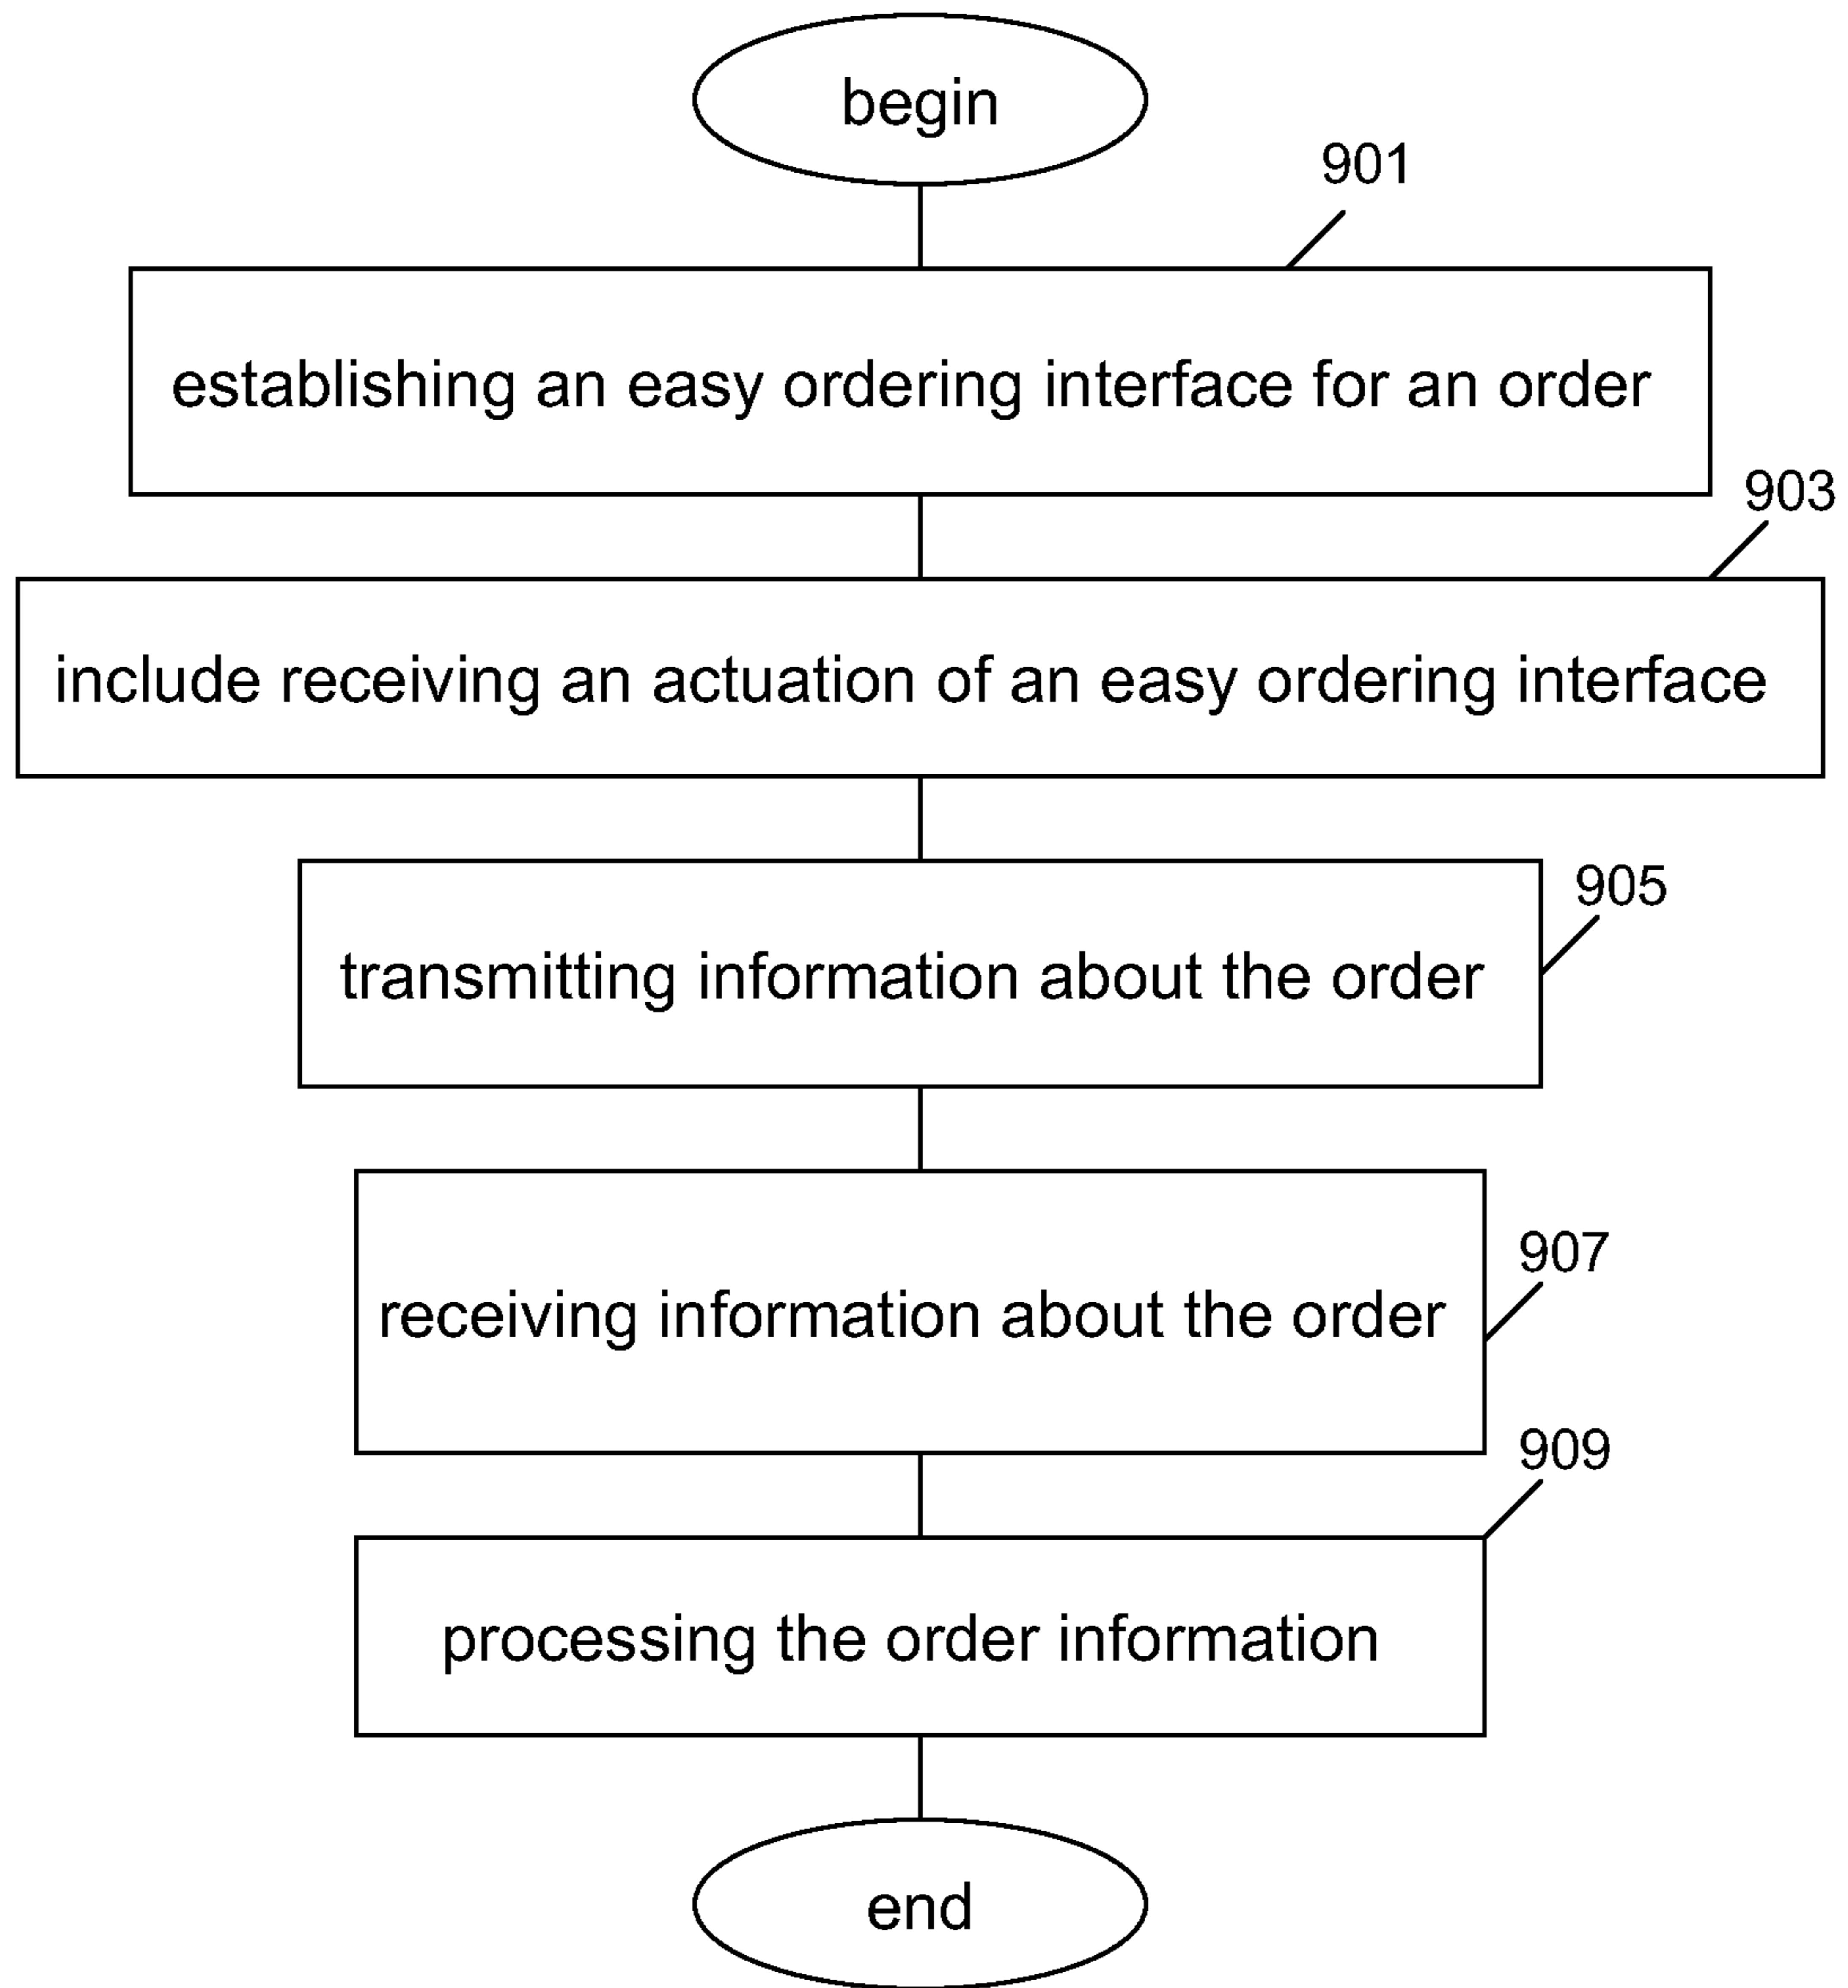 begin
901
establishing an easy ordering interface for an order
903
include receiving an actuation of an easy ordering interface
905
transmitting information about the order
907
receiving information about the order
909
processing the order information
end